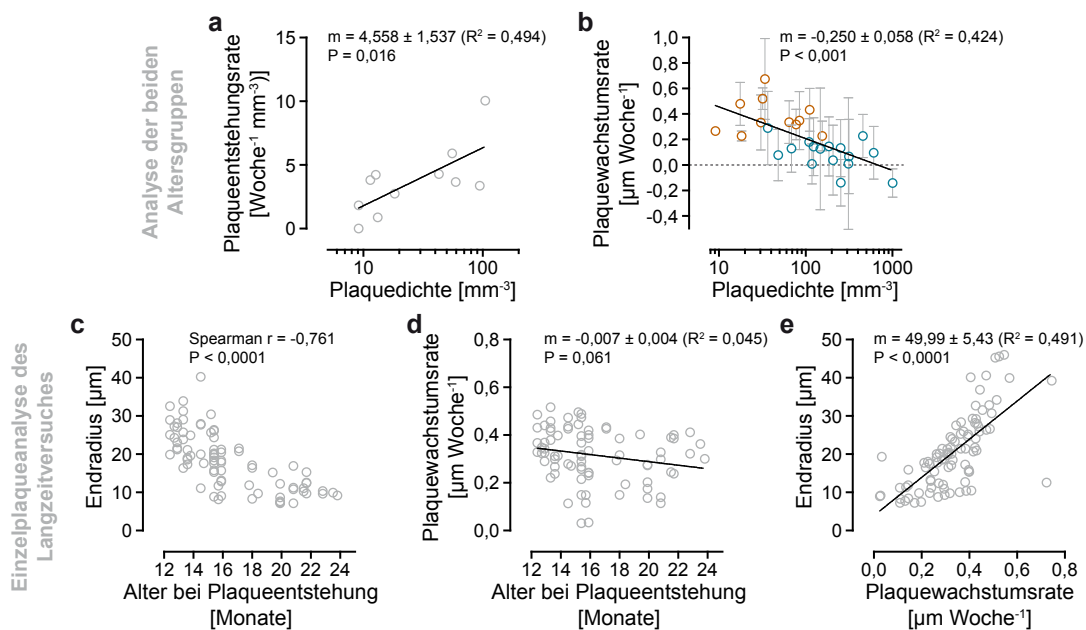 Analyse der beiden
Altersgruppen
a
m = 4,558 ± 1,537 (R² = 0,494)
P = 0,016
Plaqueentstehungsrate
[Woche⁻¹ mm⁻³)]
15
10
5
0
10
100
Plaquedichte [mm⁻³]
b
m = -0,250 ± 0,058 (R² = 0,424)
P < 0,001
Plaquewachstumsrate
[µm Woche⁻¹]
1,0
0,8
0,6
0,4
0,2
0,0
-0,2
-0,4
10
100
1000
Plaquedichte [mm⁻³]
Einzelplaqueanalyse des
Langzeitversuches
c
Spearman r = -0,761
P < 0,0001
Endradius [µm]
50
40
30
20
10
0
12 14 16 18 20 22 24
Alter bei Plaqueentstehung
[Monate]
d
m = -0,007 ± 0,004 (R² = 0,045)
P = 0,061
Plaquewachstumsrate
[µm Woche⁻¹]
0,8
0,6
0,4
0,2
0,0
12 14 16 18 20 22 24
Alter bei Plaqueentstehung
[Monate]
e
m = 49,99 ± 5,43 (R² = 0,491)
P < 0,0001
Endradius [µm]
50
40
30
20
10
0
0,0 0,2 0,4 0,6 0,8
Plaquewachstumsrate
[µm Woche⁻¹]